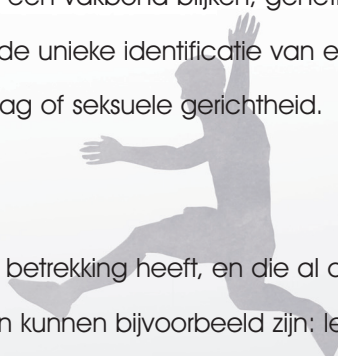 een vakbond blijken,
de unieke identificatie van e
ag of seksuele gerichtheid.
betrekking heeft, en die al
n kunnen bijvoorbeeld zijn: le